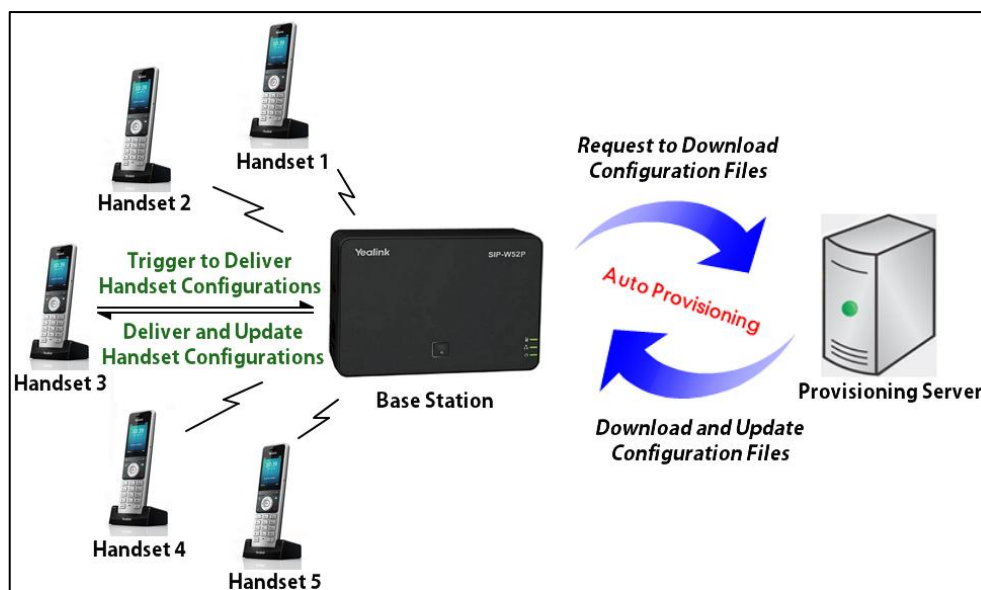 Handset 1
Handset 2
Trigger to Deliver
Handset Configurations
Deliver and Update
Handset Configurations
Handset 3
Handset 4
Handset 5
Yealink
SIP-W52P
Base Station
Request to Download
Configuration Files
Auto Provisioning
Download and Update
Configuration Files
Provisioning Server